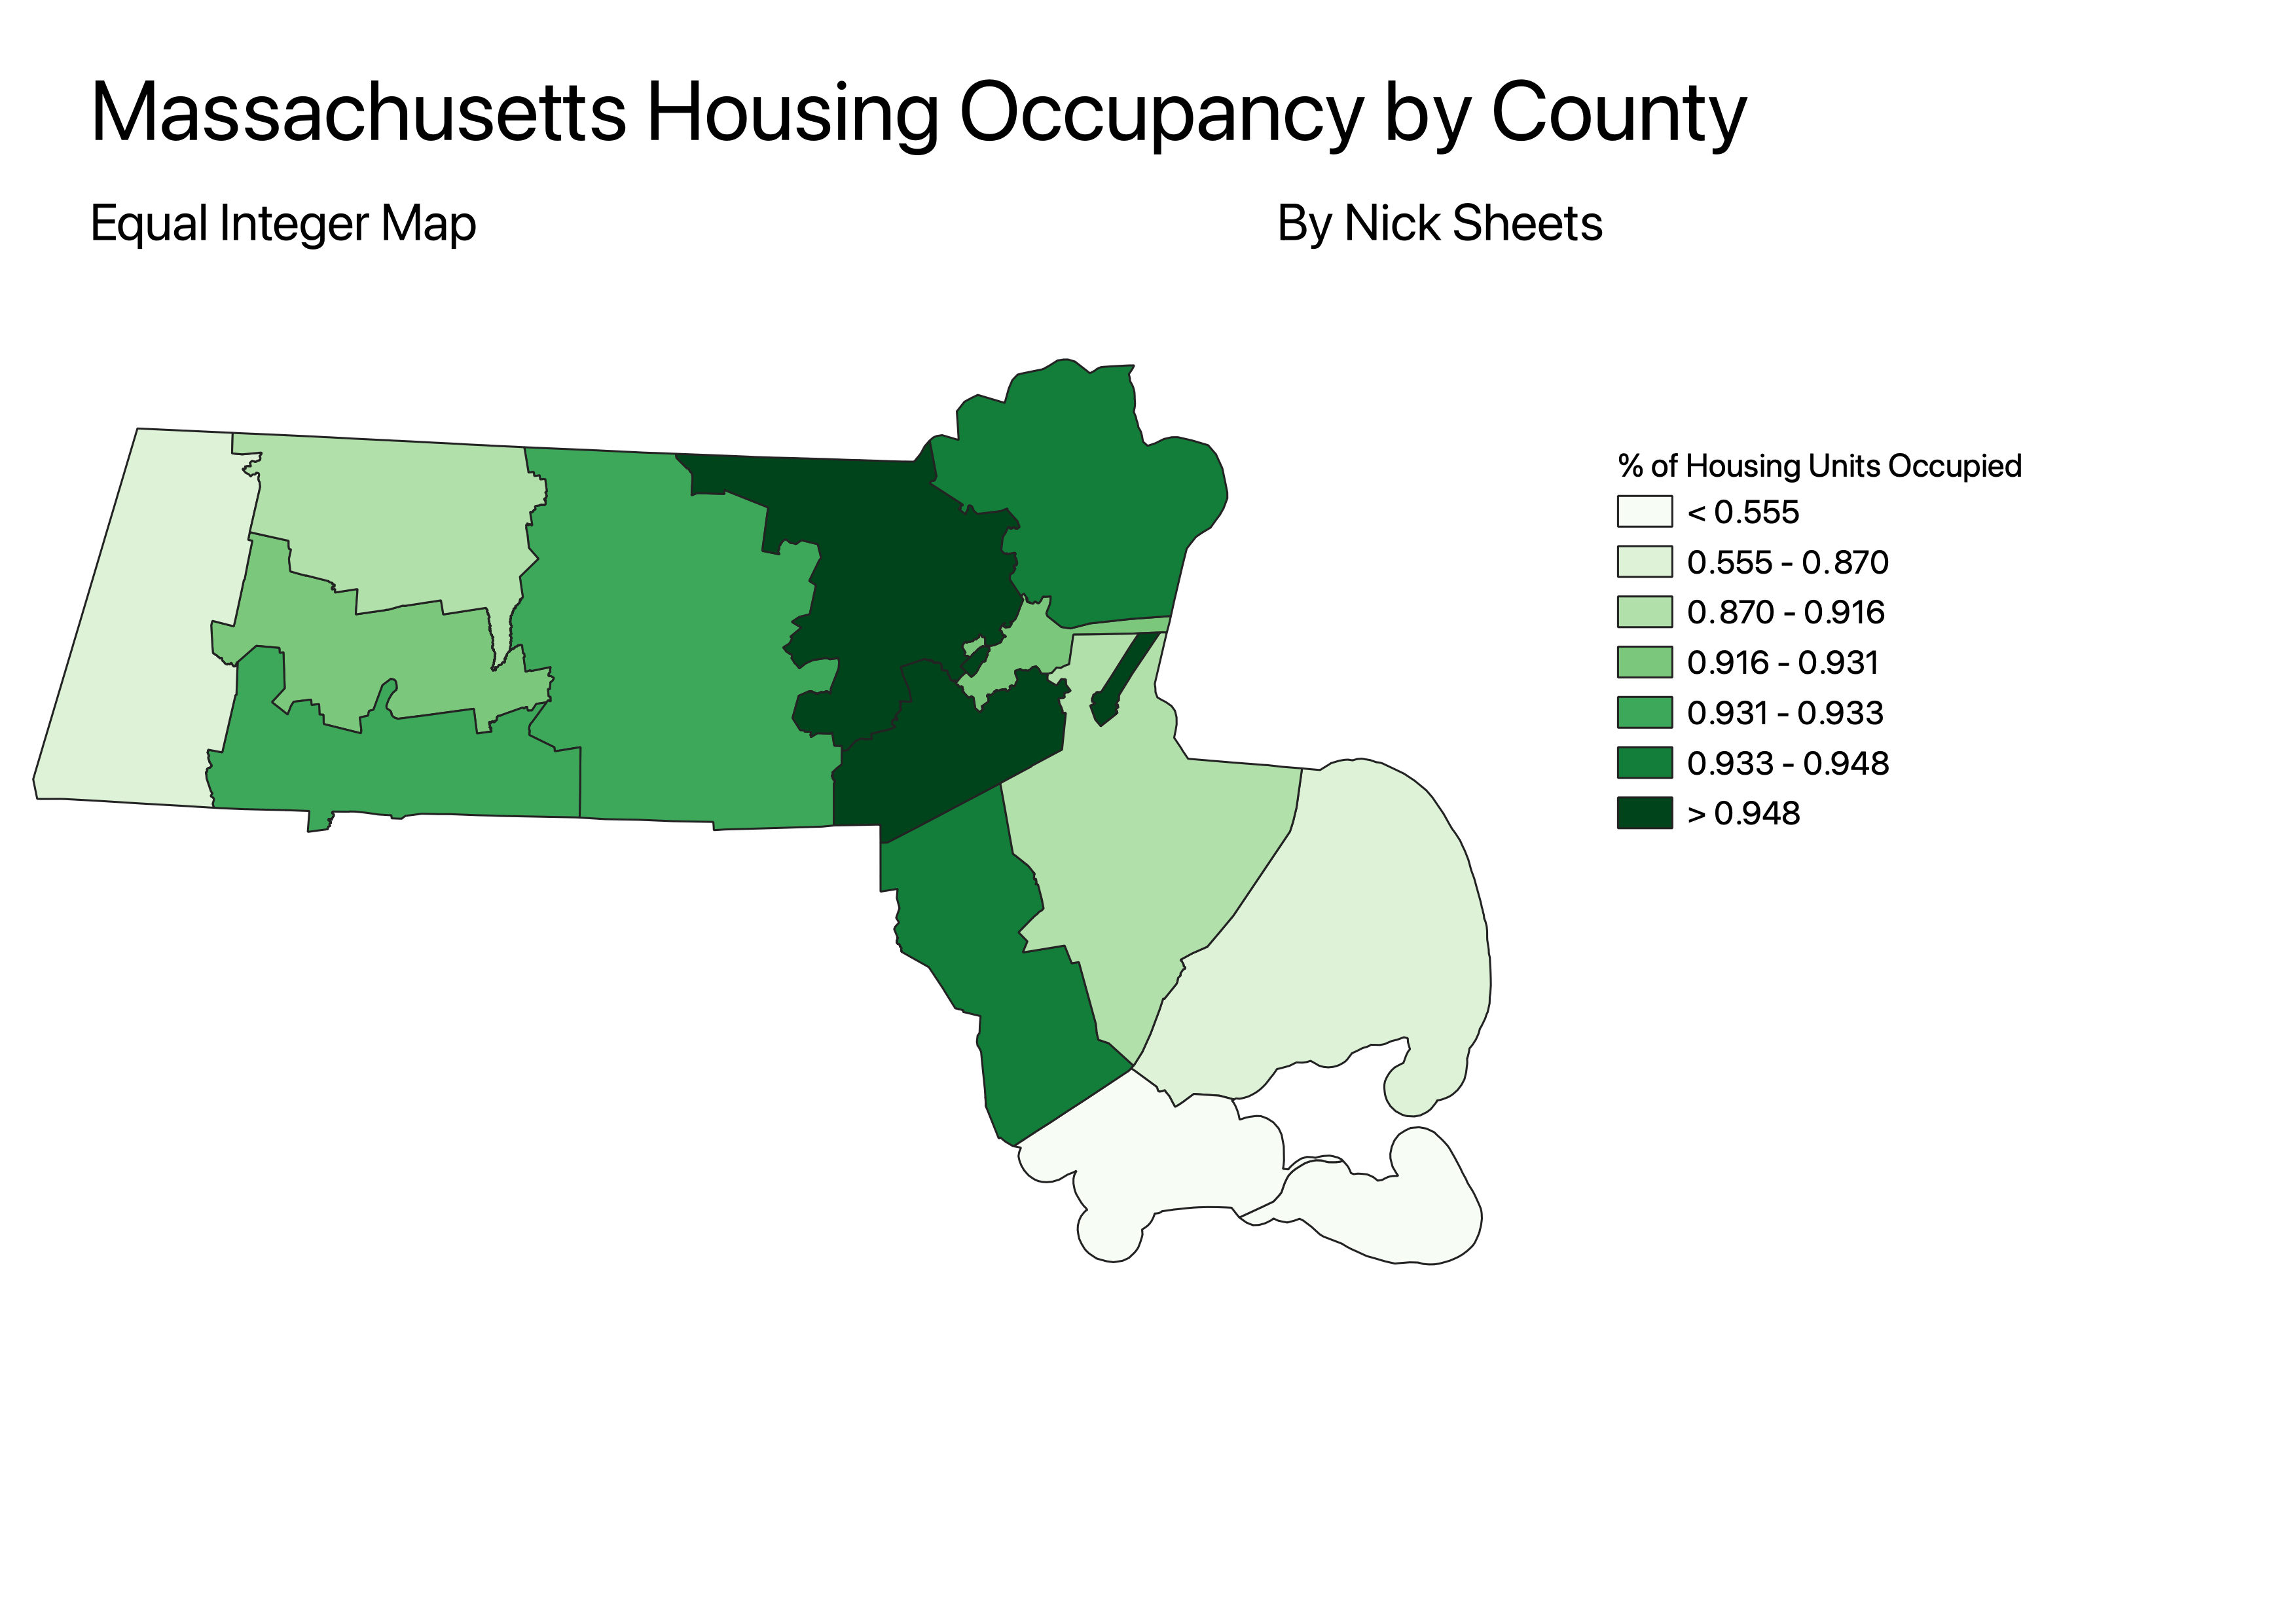 Massachusetts Housing Occupancy by County
Equal Integer Map
By Nick Sheets
% of Housing Units Occupied
< 0.555
0.555 - 0.870
0.870 - 0.916
0.916 - 0.931
0.931 - 0.933
0.933 - 0.948
> 0.948